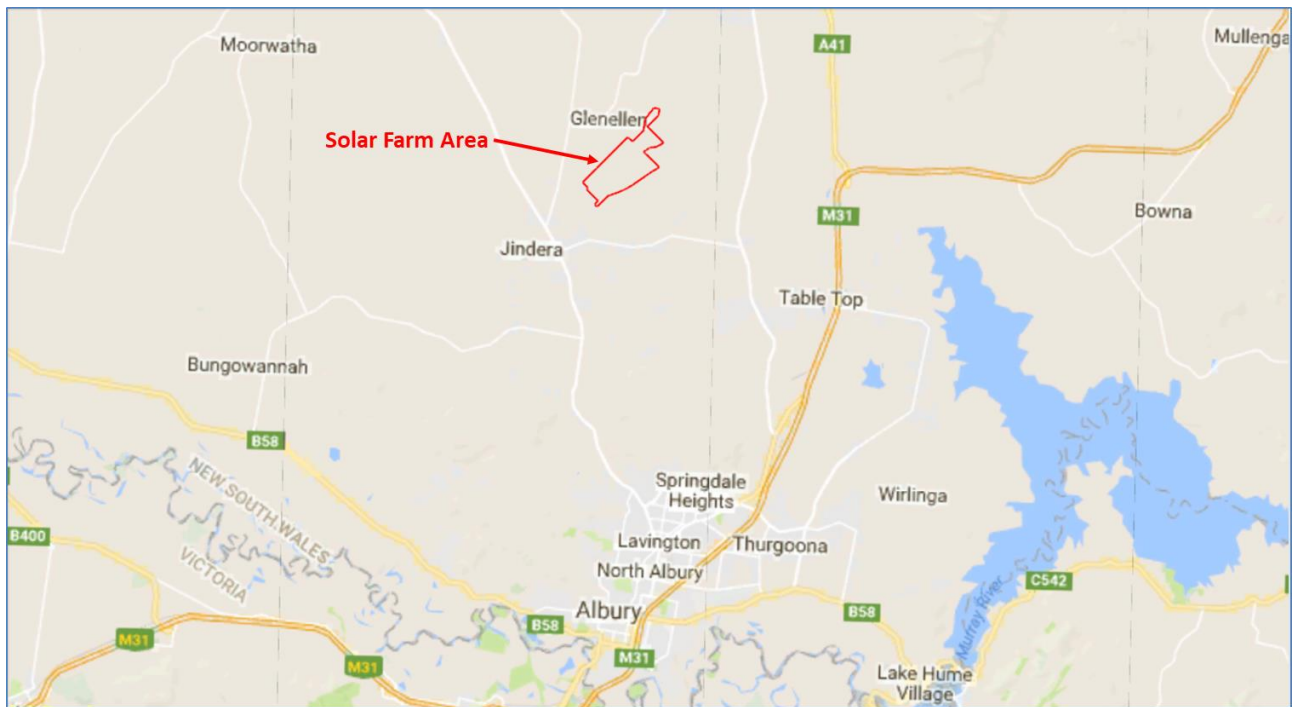 Moorwatha
A41
Mullenga
Glenellen
Solar Farm Area
M31
Bowna
Jindera
Table Top
Bungowannah
B58
NEW SOUTH WALES
VICTORIA
B400
Springdale
Heights
Wirlinga
Lavington
Thurgoona
North Albury
C542
Albury
B58
B58
Murray River
M31
M31
M31
Lake Hume
Village